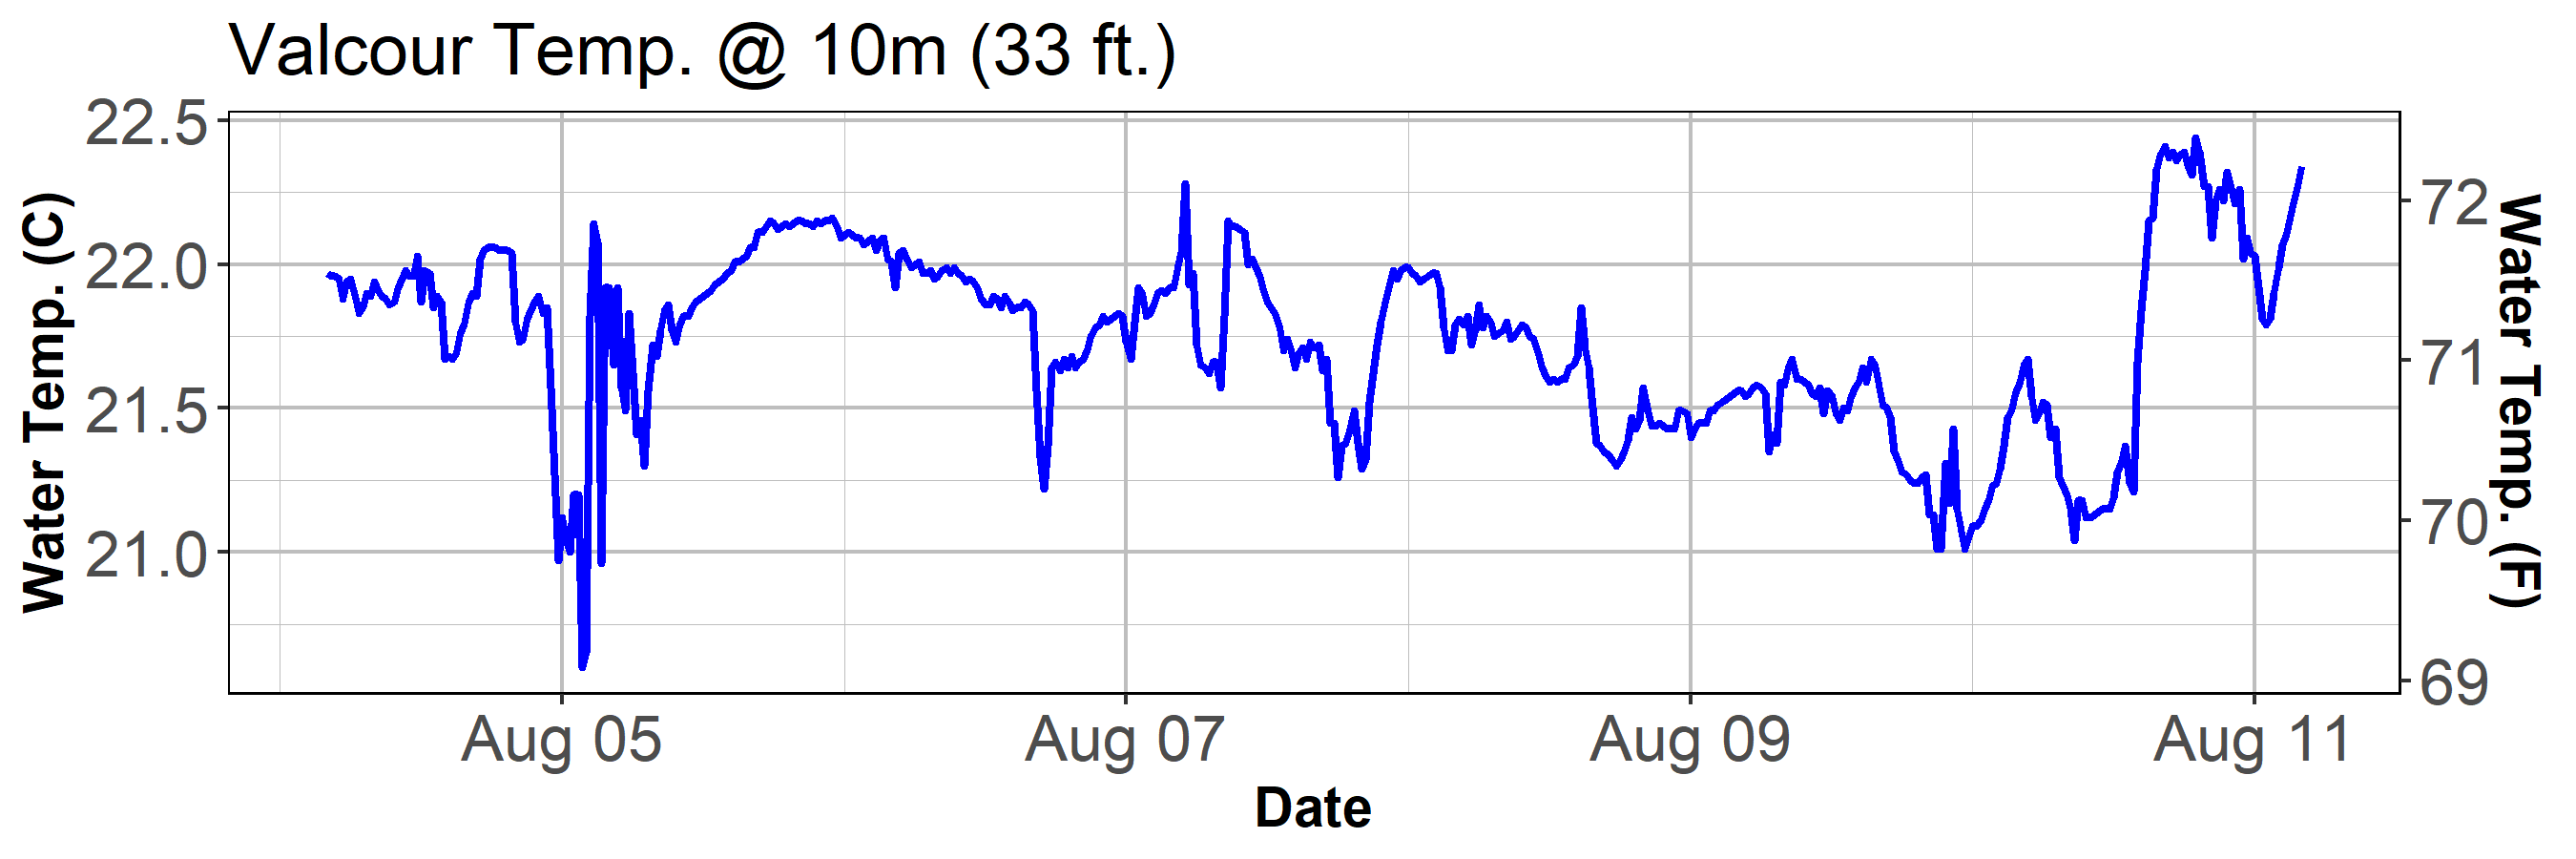 Valcour Temp. @ 10m (33 ft.)
Water Temp. (C)
22.5
22.0
21.5
21.0
72
71
70
69
Water Temp. (F)
Aug 05
Aug 07
Aug 09
Aug 11
Date